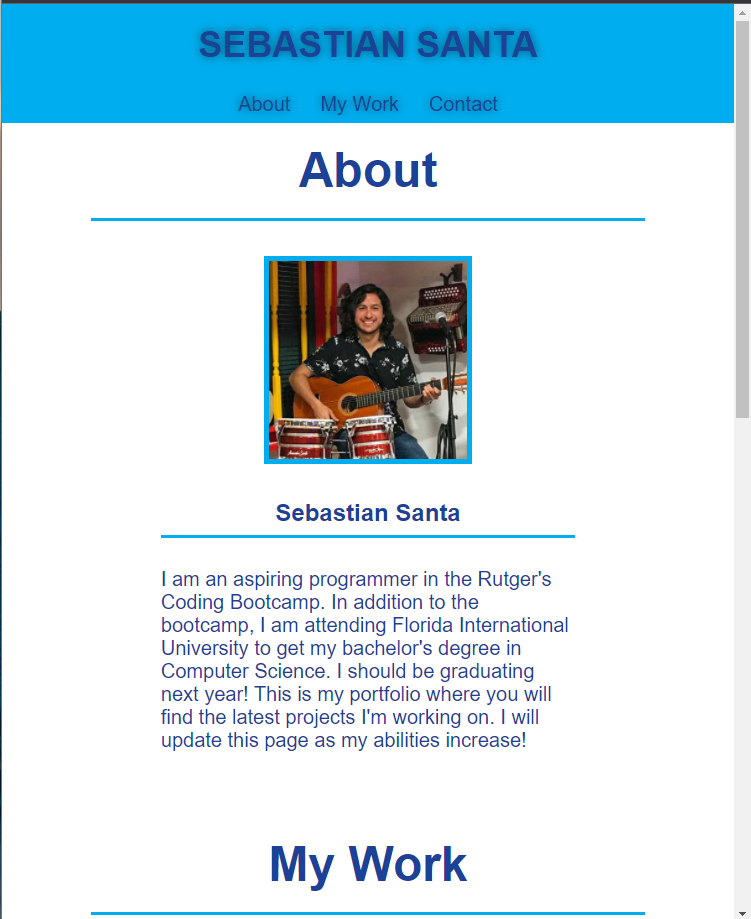 SEBASTIAN SANTA
About My Work Contact
About
Sebastian Santa
I am an aspiring programmer in the Rutger's
Coding Bootcamp. In addition to the
bootcamp, I am attending Florida International
University to get my bachelor's degree in
Computer Science. I should be graduating
next year! This is my portfolio where you will
find the latest projects I'm working on. I will
update this page as my abilities increase!
My Work